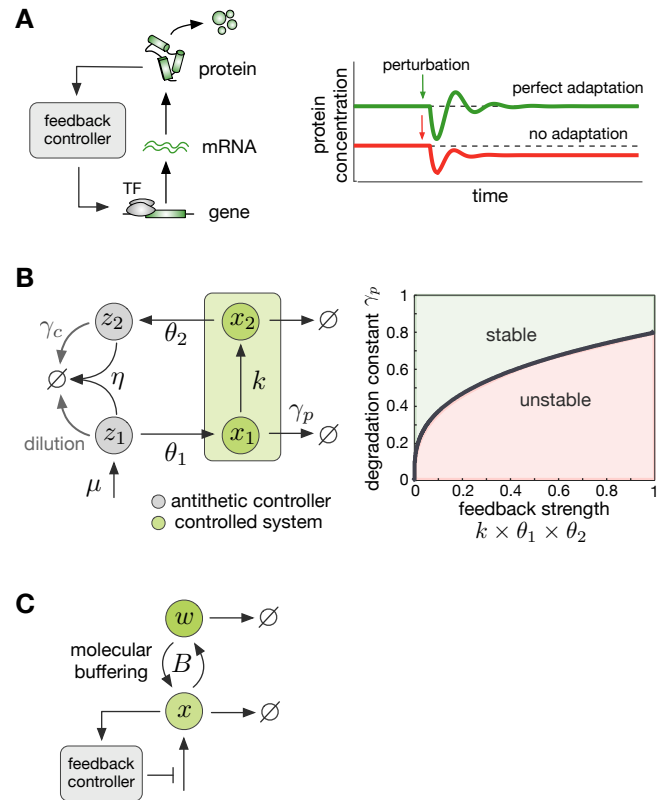 A
protein
feedback
controller
mRNA
TF
gene
perturbation
perfect adaptation
no adaptation
protein
concentration
time
B
z₂
θ₂
x₂
∅
γ_c
∅
η
k
γ_p
dilution
z₁
θ₁
x₁
∅
μ
antithetic controller
controlled system
degradation constant γ_p
1
0.8
0.6
0.4
0.2
0
stable
unstable
0 0.2 0.4 0.6 0.8 1
feedback strength
k × θ₁ × θ₂
C
w
∅
molecular
buffering
B
x
∅
feedback
controller